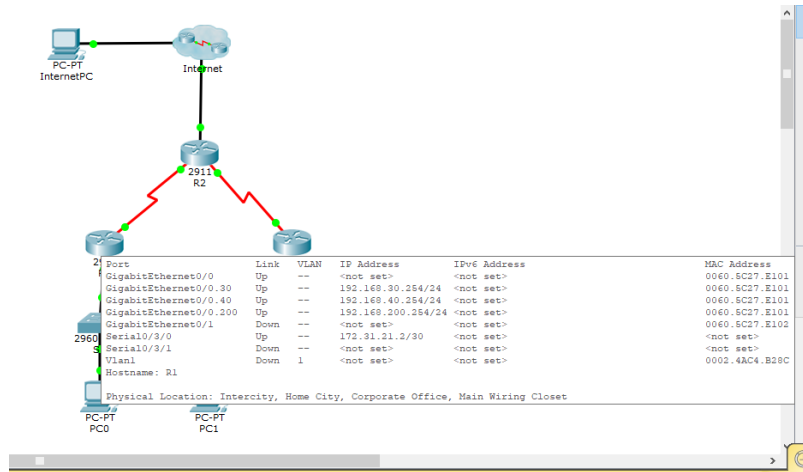 PC-PT
InternetPC
Internet
2911
R2
Port Link VLAN IP Address IPv6 Address MAC Address
GigabitEthernet0/0 Up -- <not set> <not set> 0060.5C27.E101
GigabitEthernet0/0.30 Up -- 192.168.30.254/24 <not set> 0060.5C27.E101
GigabitEthernet0/0.40 Up -- 192.168.40.254/24 <not set> 0060.5C27.E101
GigabitEthernet0/0.200 Up -- 192.168.200.254/24 <not set> 0060.5C27.E101
GigabitEthernet0/1 Down -- <not set> <not set> 0060.5C27.E102
2960
Serial0/3/0 Up -- 172.31.21.2/30 <not set> <not set>
Serial0/3/1 Down -- <not set> <not set> <not set>
Vlan1 Down 1 <not set> <not set> 0002.4AC4.B28C
Hostname: R1
Physical Location: Intercity, Home City, Corporate Office, Main Wiring Closet
PC-PT
PC0
PC-PT
PC1